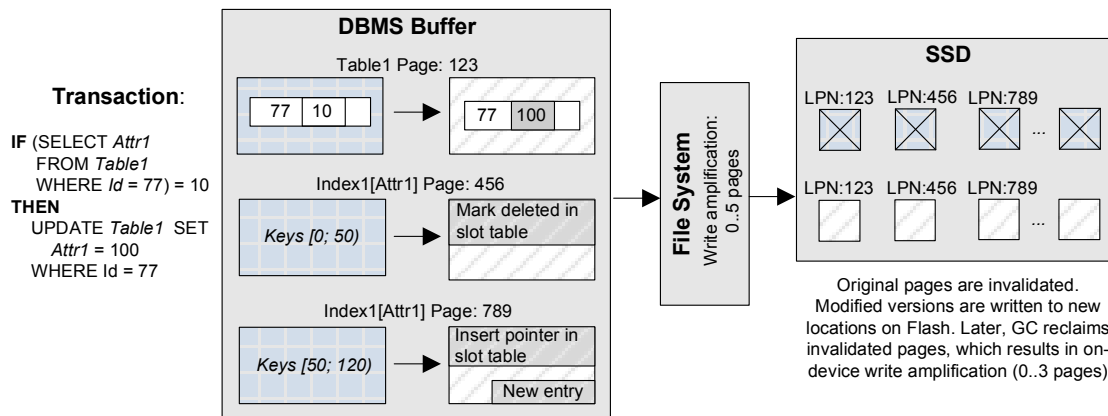 Transaction:
IF (SELECT Attr1
FROM Table1
WHERE Id = 77) = 10
THEN
UPDATE Table1 SET
Attr1 = 100
WHERE Id = 77
DBMS Buffer
Table1 Page: 123
77 10
77 100
Index1[Attr1] Page: 456
Keys [0; 50)
Mark deleted in
slot table
Index1[Attr1] Page: 789
Keys [50; 120)
Insert pointer in
slot table
New entry
File System
Write amplification:
0..5 pages
SSD
LPN:123 LPN:456 LPN:789
...
LPN:123 LPN:456 LPN:789
...
Original pages are invalidated.
Modified versions are written to new
locations on Flash. Later, GC reclaims
invalidated pages, which results in on-
device write amplification (0..3 pages)